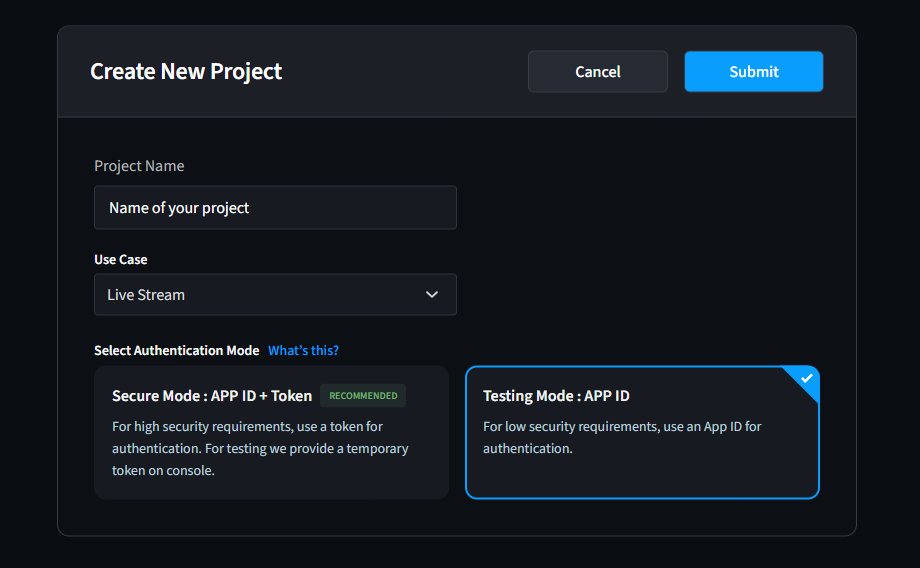 Create New Project
Cancel
Submit
Project Name
Name of your project
Use Case
Live Stream
Select Authentication Mode What's this?
Secure Mode : APP ID + Token RECOMMENDED
For high security requirements, use a token for
authentication. For testing we provide a temporary
token on console.
Testing Mode : APP ID
For low security requirements, use an App ID for
authentication.